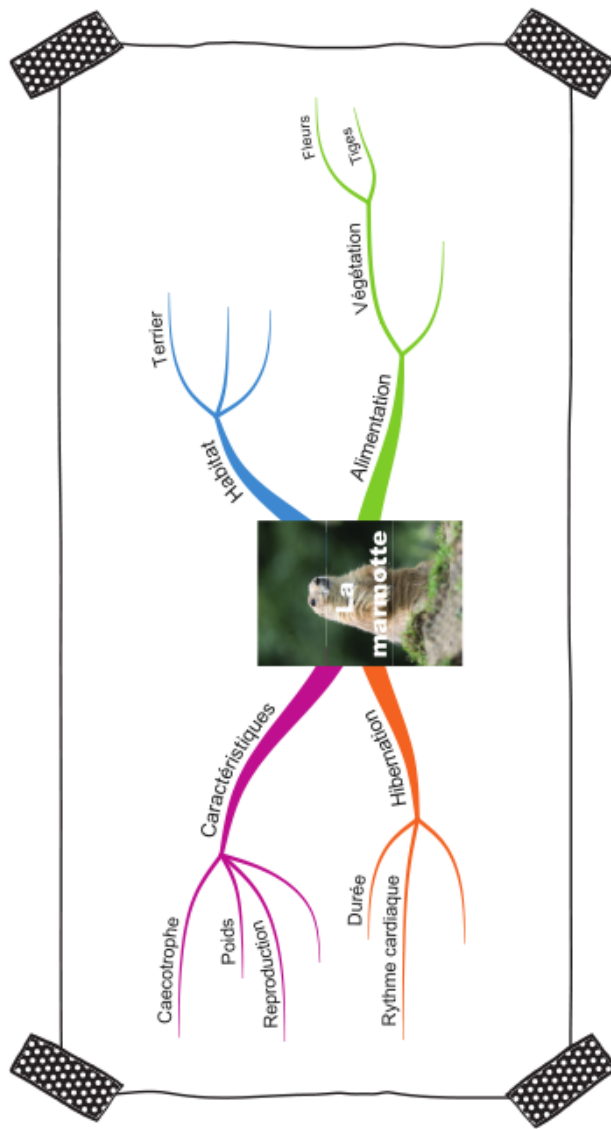 La
marmotte
Caractéristiques
Caecotrophe
Poids
Reproduction
Habitat
Terrier
Alimentation
Végétation
Fleurs
Tiges
Hibernation
Durée
Rythme cardiaque